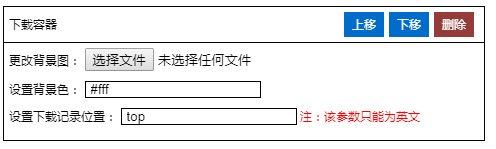 下载容器 上移 下移 删除
更改背景图： 选择文件 未选择任何文件
设置背景色： #fff
设置下载记录位置： top 注：该参数只能为英文